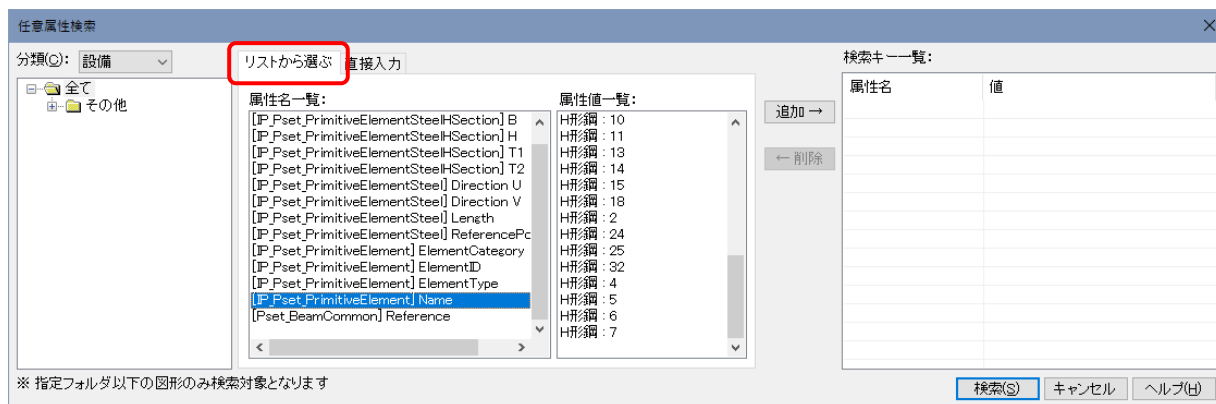 任意属性検索
分類(C): 設備
全て
その他
リストから選ぶ 直接入力
属性名一覧:
[IP_Pset_PrimitiveElementSteelHSection] B
[IP_Pset_PrimitiveElementSteelHSection] H
[IP_Pset_PrimitiveElementSteelHSection] T1
[IP_Pset_PrimitiveElementSteelHSection] T2
[IP_Pset_PrimitiveElementSteel] Direction U
[IP_Pset_PrimitiveElementSteel] Direction V
[IP_Pset_PrimitiveElementSteel] Length
[IP_Pset_PrimitiveElementSteel] ReferencePc
[IP_Pset_PrimitiveElement] ElementCategory
[IP_Pset_PrimitiveElement] ElementID
[IP_Pset_PrimitiveElement] ElementType
[IP_Pset_PrimitiveElement] Name
[Pset_BeamCommon] Reference
属性値一覧:
H形鋼 : 10
H形鋼 : 11
H形鋼 : 13
H形鋼 : 14
H形鋼 : 15
H形鋼 : 18
H形鋼 : 2
H形鋼 : 24
H形鋼 : 25
H形鋼 : 32
H形鋼 : 4
H形鋼 : 5
H形鋼 : 6
H形鋼 : 7
追加 →
← 削除
検索キー一覧:
属性名 値
※ 指定フォルダ以下の図形のみ検索対象となります
検索(S) キャンセル ヘルプ(H)